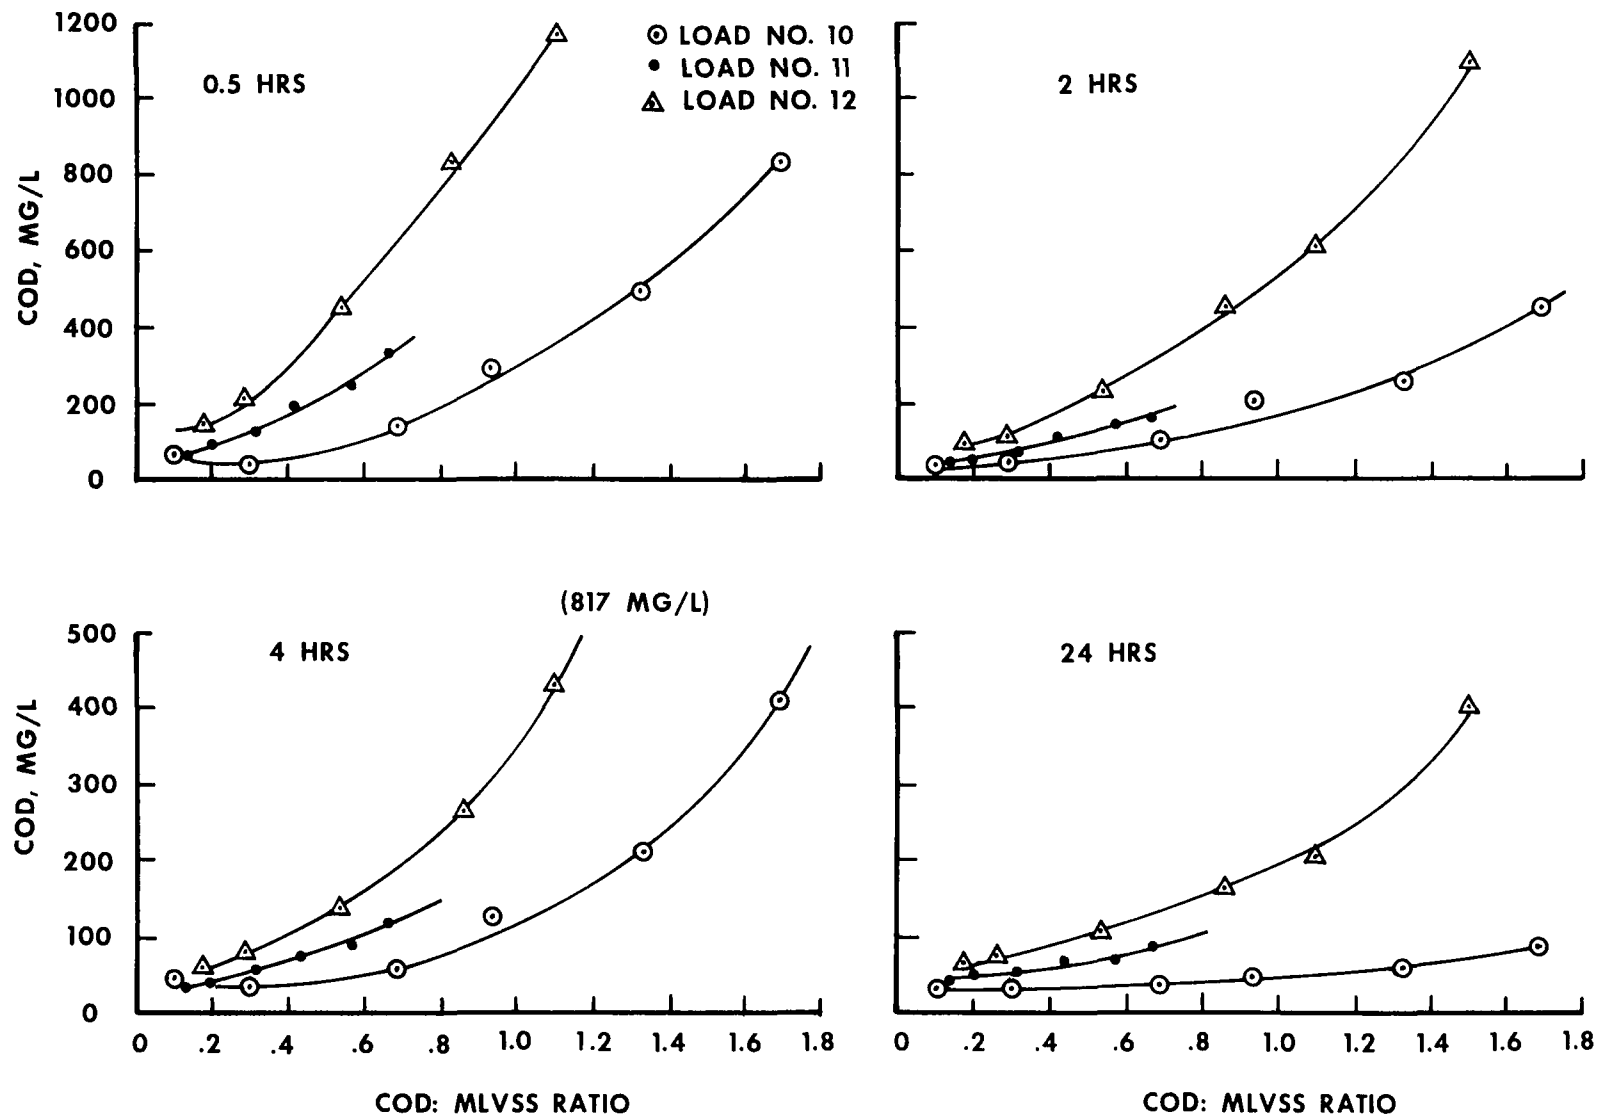 1200
1000
800
600
400
200
0
COD, MG/L
0.5 HRS
LOAD NO. 10
LOAD NO. 11
LOAD NO. 12
2 HRS
(817 MG/L)
500
400
300
200
100
0
COD, MG/L
4 HRS
24 HRS
0 .2 .4 .6 .8 1.0 1.2 1.4 1.6 1.8
0 .2 .4 .6 .8 1.0 1.2 1.4 1.6 1.8
COD: MLVSS RATIO
COD: MLVSS RATIO